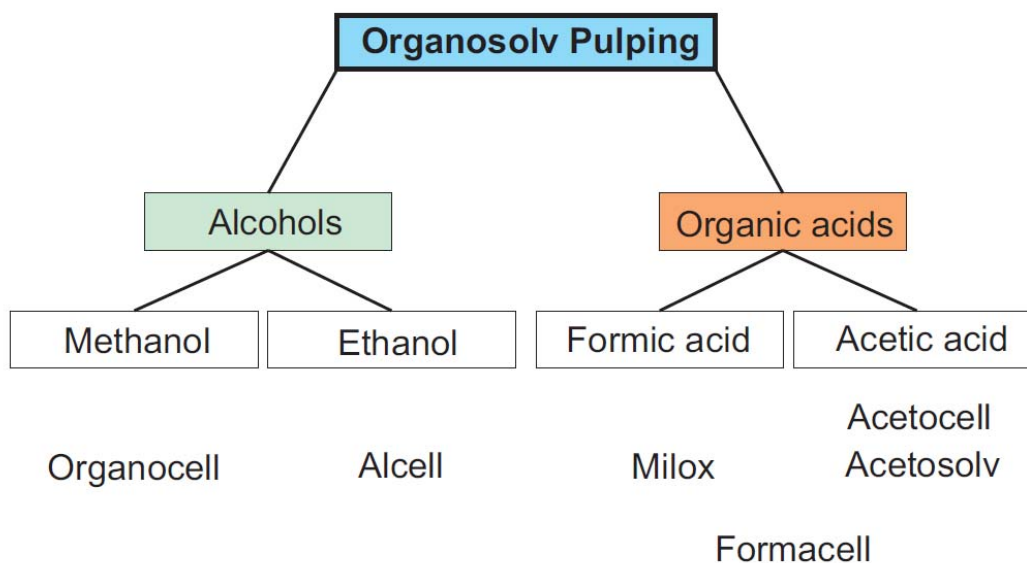 Organosolv Pulping
Alcohols
Organic acids
Methanol
Ethanol
Formic acid
Acetic acid
Organocell
Alcell
Milox
Acetocell
Acetosolv
Formacell